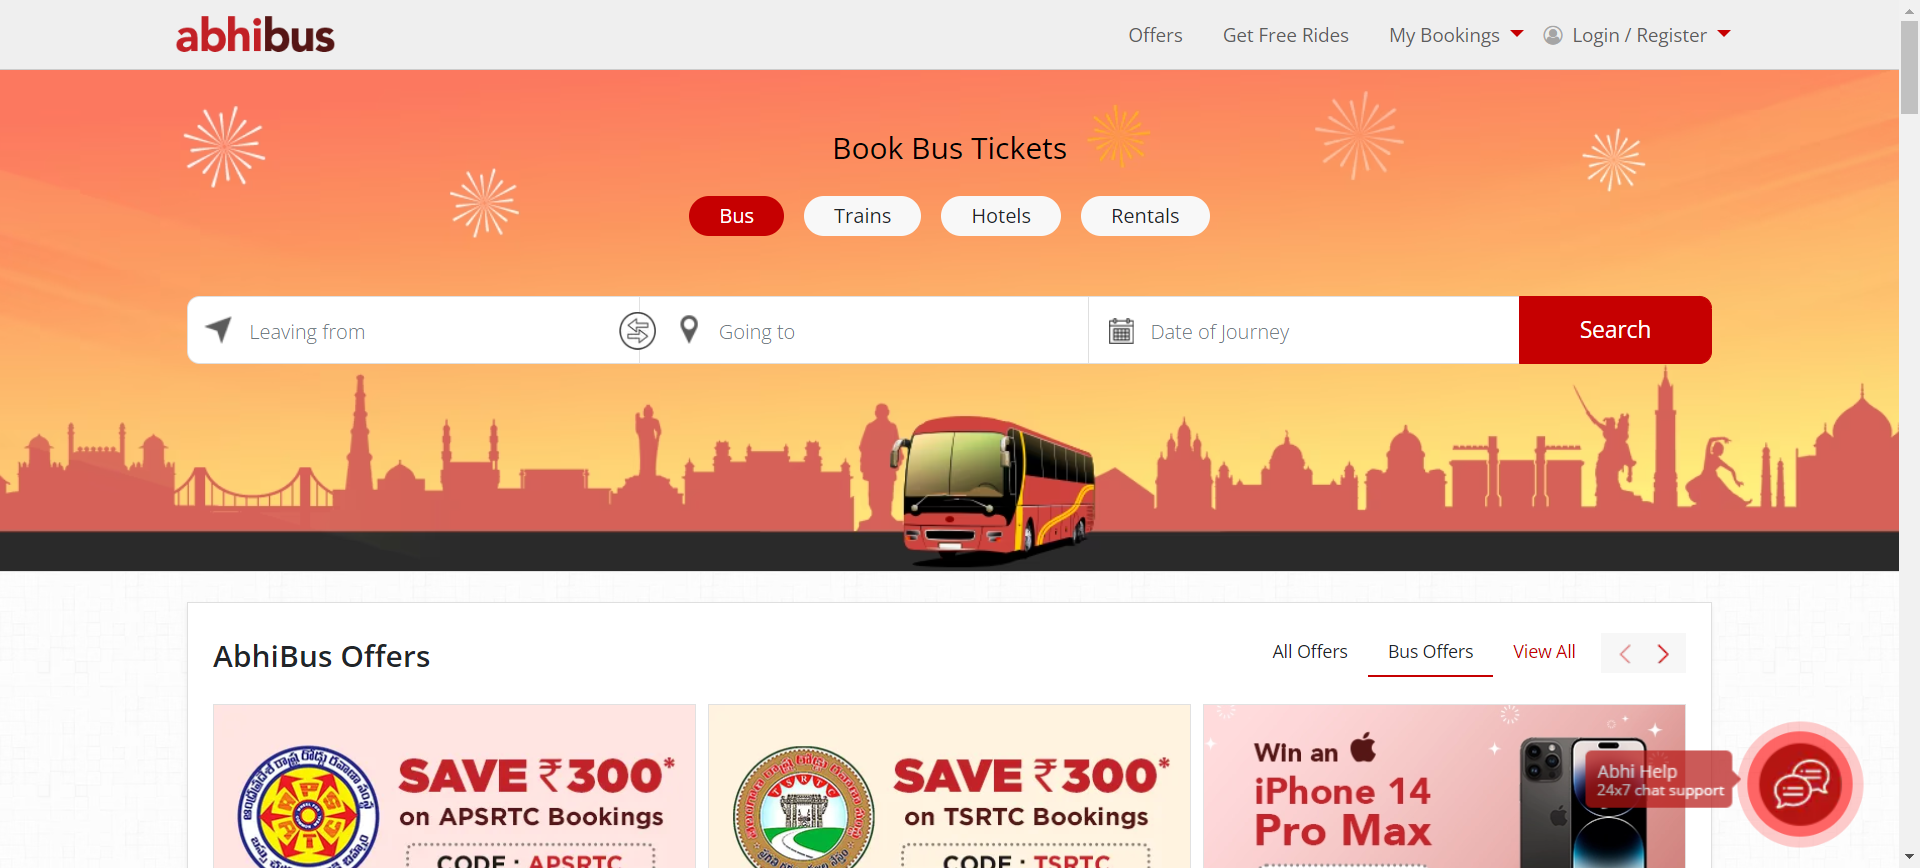 abhibus
Offers
Get Free Rides
My Bookings
Login / Register
Book Bus Tickets
Bus
Trains
Hotels
Rentals
Leaving from
Going to
Date of Journey
Search
AbhiBus Offers
All Offers
Bus Offers
View All
SAVE ₹300*
on APSRTC Bookings
CODE : APSRTC
SAVE ₹300*
on TSRTC Bookings
CODE : TSRTC
Win an
iPhone 14
Pro Max
Abhi Help
24x7 chat support